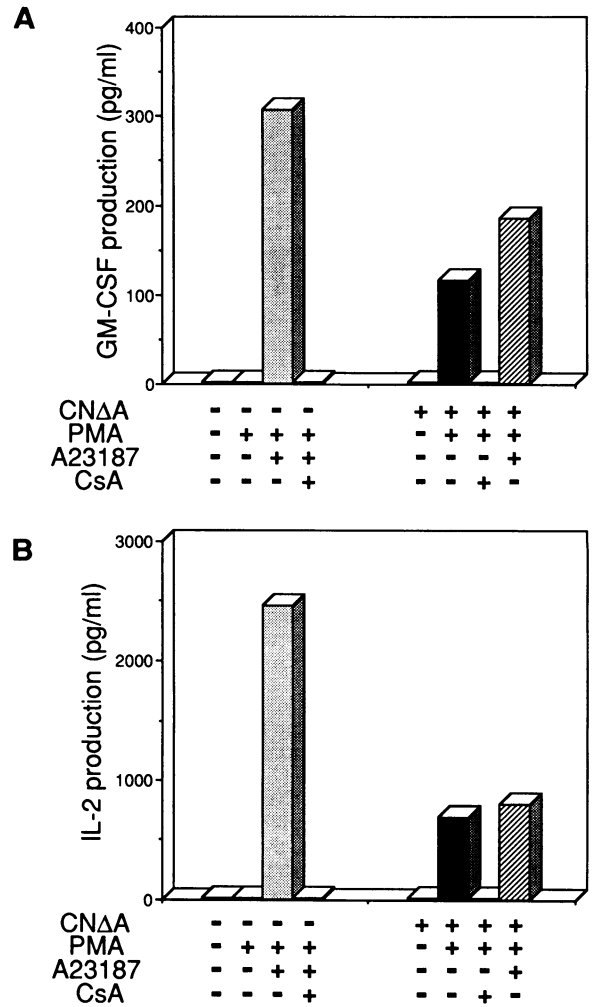 A
GM-CSF production (pg/ml)
400
300
200
100
0
CNΔA - - - - + + + +
PMA - + + + - + + +
A23187 - - + + - - - +
CsA - - - + - - + -
B
IL-2 production (pg/ml)
3000
2000
1000
0
CNΔA - - - - + + + +
PMA - + + + - + + +
A23187 - - + + - - - +
CsA - - - + - - + -